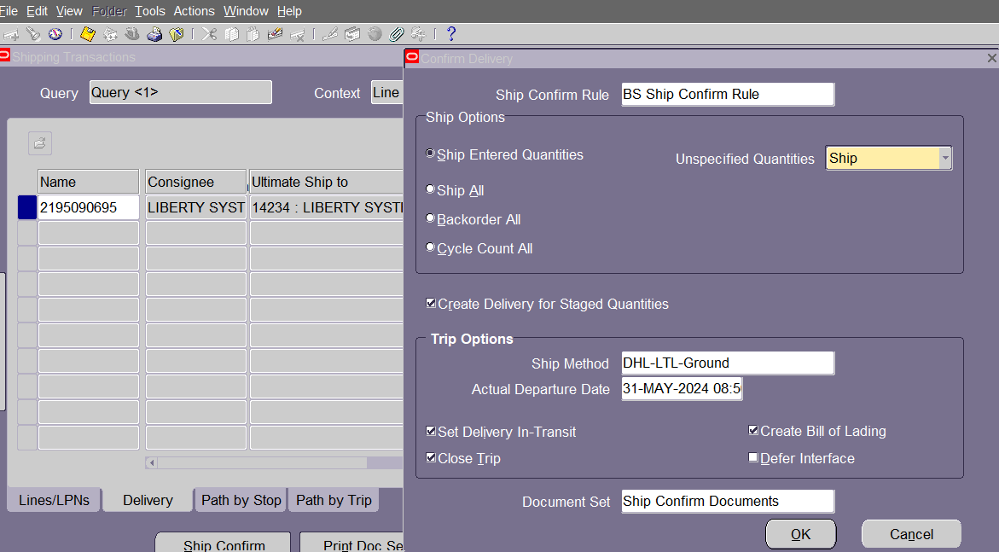 File Edit View Folder Tools Actions Window Help
?
Shipping Transactions
Query Query <1> Context Line
Name Consignee Ultimate Ship to
2195090695 LIBERTY SYST 14234 : LIBERTY SYSTE
Lines/LPNs Delivery Path by Stop Path by Trip
Ship Confirm Print Doc Se
Confirm Delivery
Ship Confirm Rule BS Ship Confirm Rule
Ship Options
Ship Entered Quantities Unspecified Quantities Ship
Ship All
Backorder All
Cycle Count All
Create Delivery for Staged Quantities
Trip Options
Ship Method DHL-LTL-Ground
Actual Departure Date 31-MAY-2024 08:5
Set Delivery In-Transit Create Bill of Lading
Close Trip Defer Interface
Document Set Ship Confirm Documents
OK Cancel